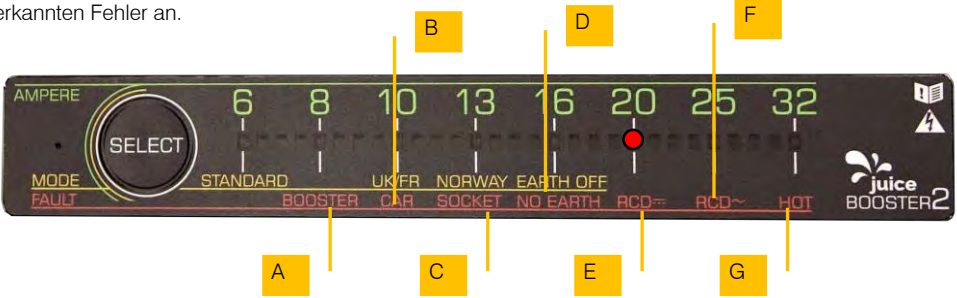 erkannten Fehler an.
B D F
AMPERE 6 8 10 13 16 20 25 32
SELECT
MODE STANDARD UK/FR NORWAY EARTH OFF
FAULT BOOSTER CAR SOCKET NO EARTH RCD⎓ RCD~ HOT
juice
BOOSTER2
A C E G